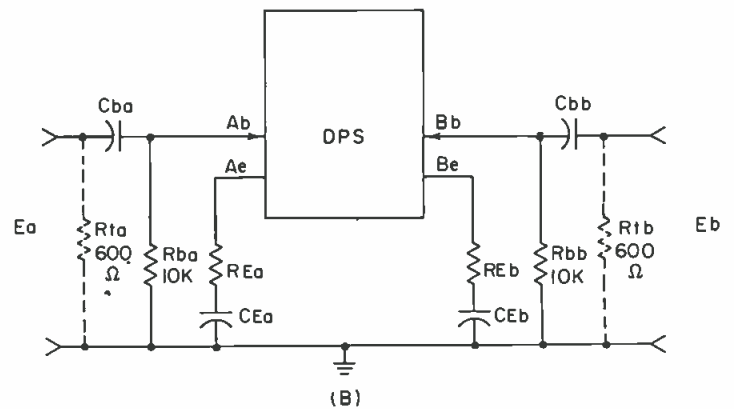 Cba
Ab
DPS
Bb
Cbb
Ae
Be
Ea
Rta
600
Ω
Rba
10K
REa
REb
Rbb
10K
Rtb
600
Ω
Eb
CEa
CEb
(B)